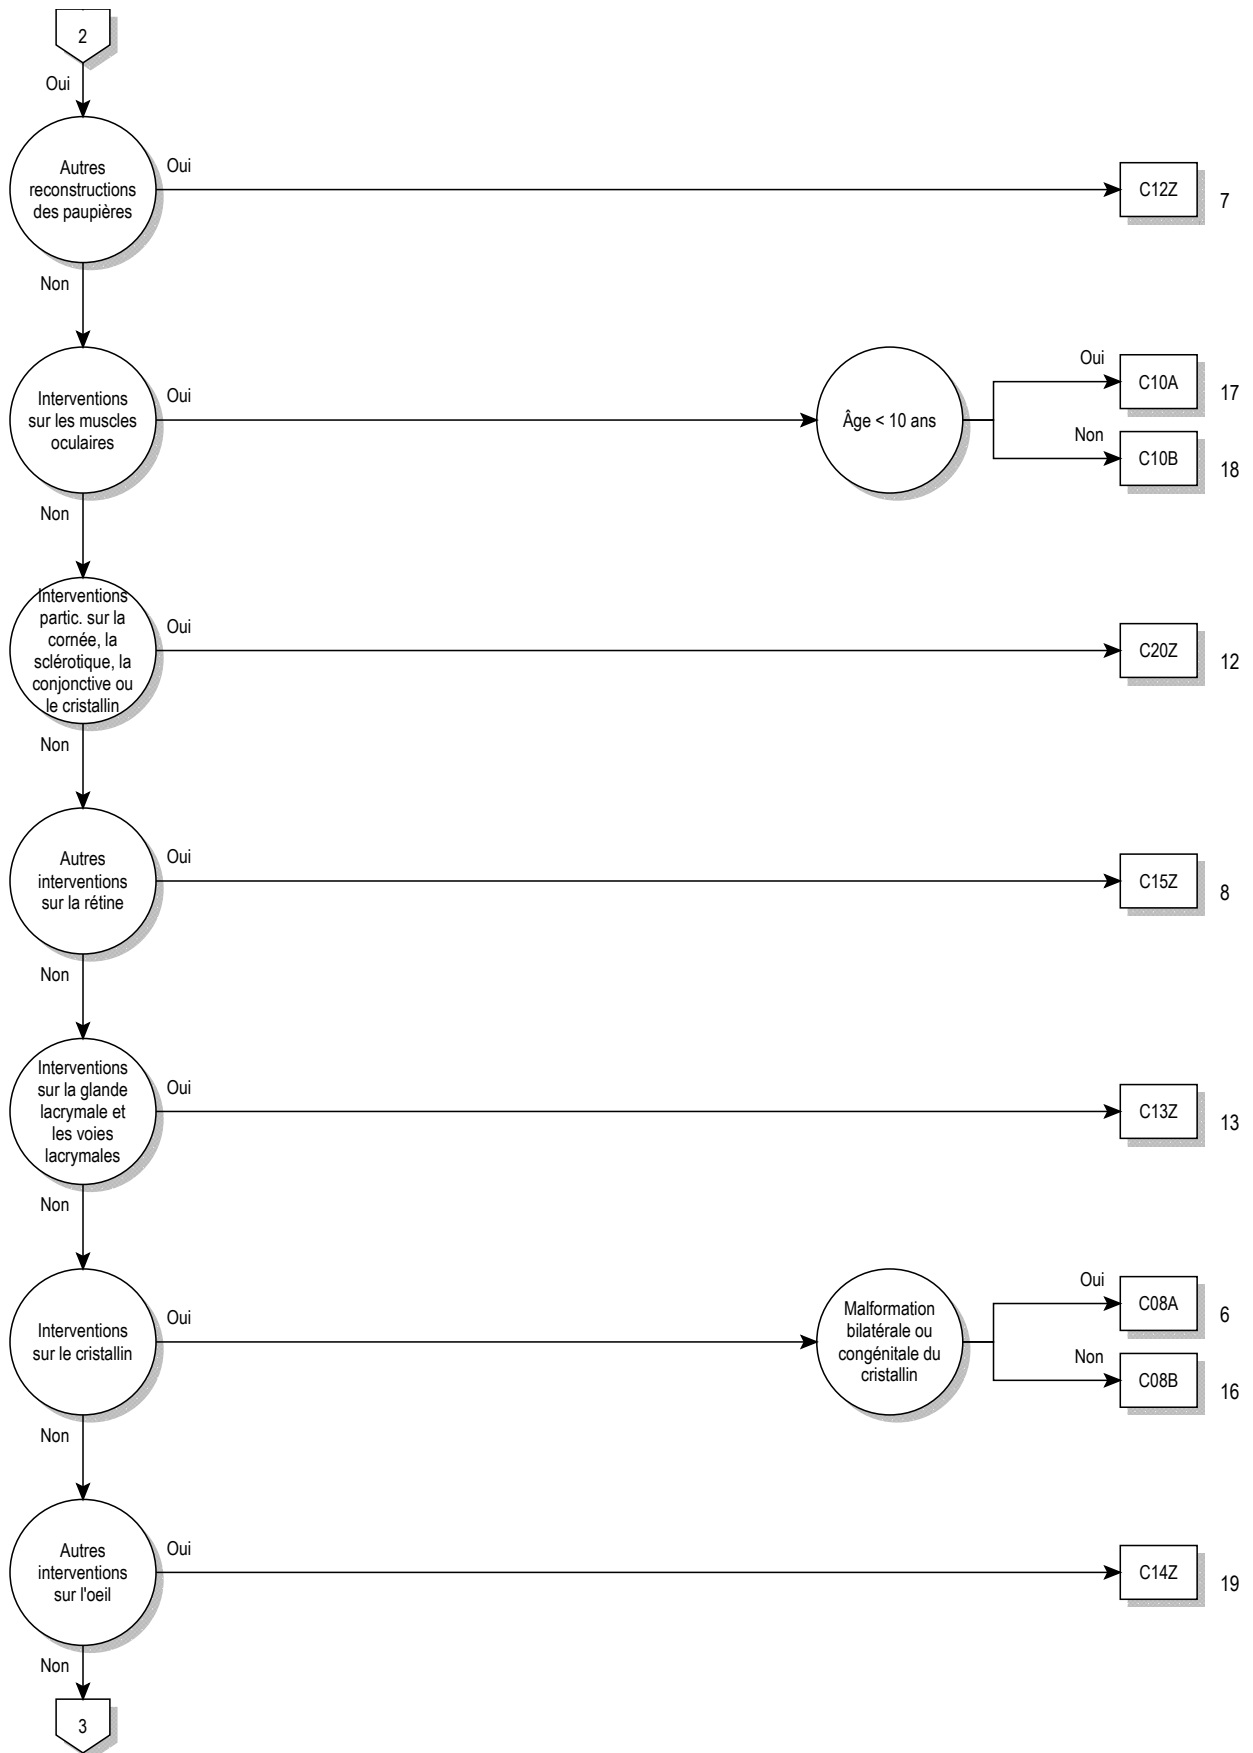 2
Oui
Autres
reconstructions
des paupières
Oui
C12Z
7
Non
Interventions
sur les muscles
oculaires
Oui
Âge < 10 ans
Oui
C10A
17
Non
C10B
18
Non
Interventions
partic. sur la
cornée, la
sclérotique, la
conjonctive ou
le cristallin
Oui
C20Z
12
Non
Autres
interventions
sur la rétine
Oui
C15Z
8
Non
Interventions
sur la glande
lacrymale et
les voies
lacrymales
Oui
C13Z
13
Non
Interventions
sur le cristallin
Oui
Malformation
bilatérale ou
congénitale du
cristallin
Oui
C08A
6
Non
C08B
16
Non
Autres
interventions
sur l'oeil
Oui
C14Z
19
Non
3